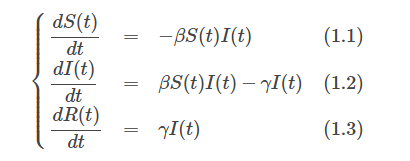 dS(t)/dt = −βS(t)I(t) (1.1)
dI(t)/dt = βS(t)I(t) − γI(t) (1.2)
dR(t)/dt = γI(t) (1.3)